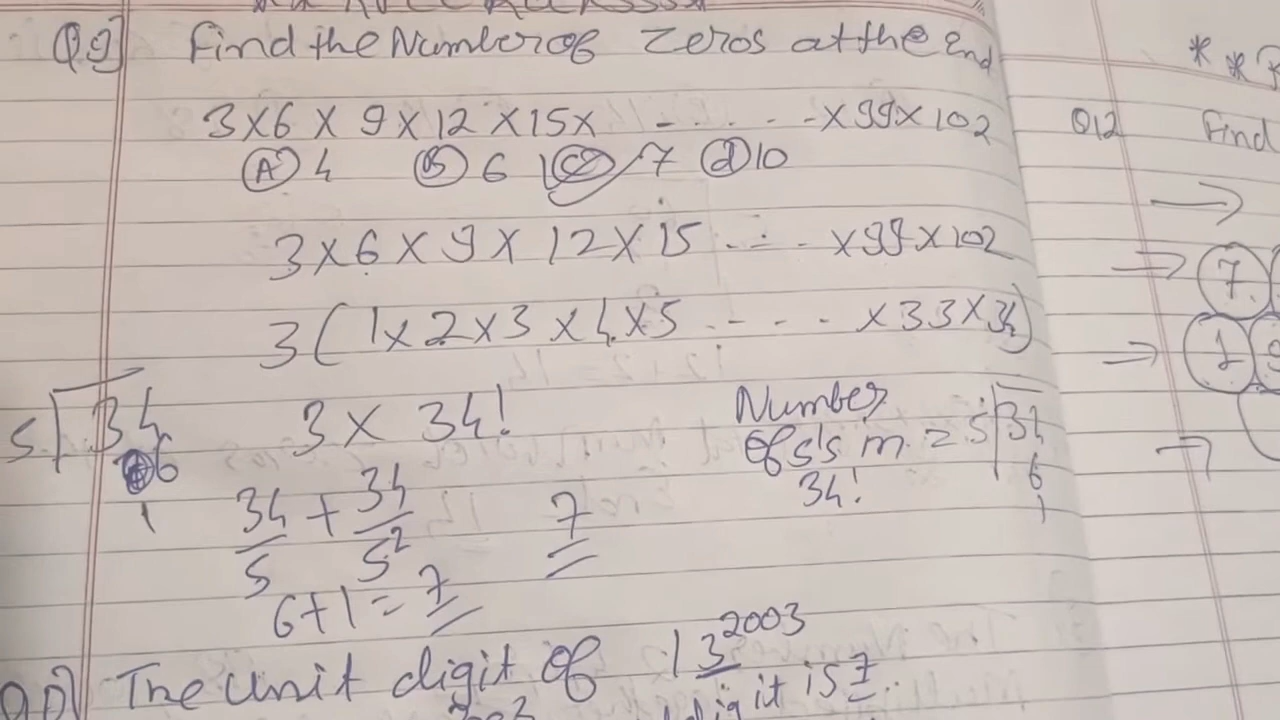 Q9] Find the Number of Zeros at the End
3×6×9×12×15× - . . . . -×99×102
(A) 4 (B) 6 (C) 7 (d) 10
3×6×9×12×15 - - - - ×99×102
3(1×2×3×4×5 - - - - ×33×34)
5 34
6
1
3× 34!
34/5 + 34/5² 7
6+1=7
Number
Of 5's m. = 5 34
34! 6
1
The unit digit of 13^2003
digit is 7.
Q12 Find
→
→ 7
→ 1
→